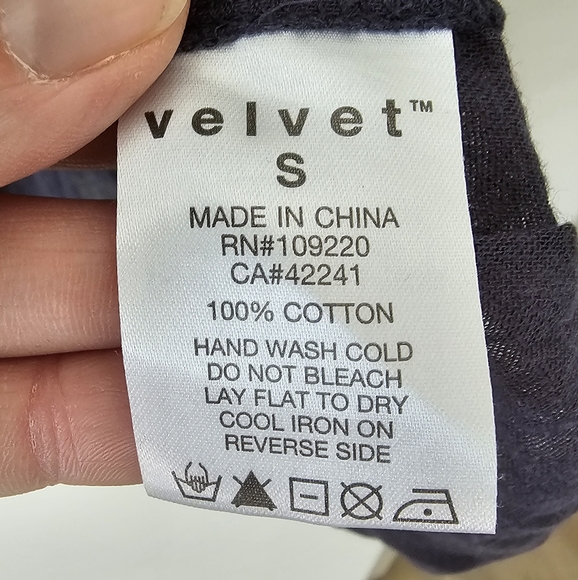 velvet™
S
MADE IN CHINA
RN#109220
CA#42241
100% COTTON
HAND WASH COLD
DO NOT BLEACH
LAY FLAT TO DRY
COOL IRON ON
REVERSE SIDE